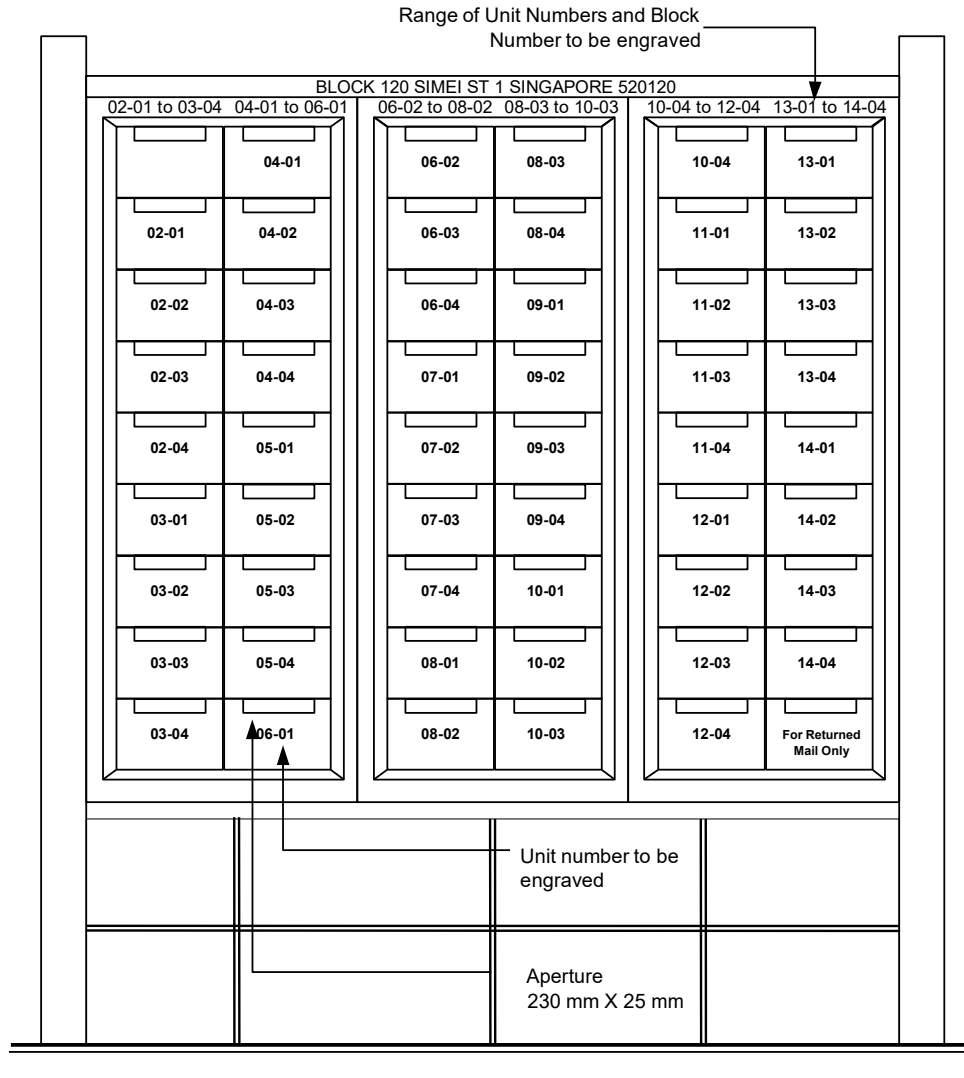 Range of Unit Numbers and Block
Number to be engraved
BLOCK 120 SIMEI ST 1 SINGAPORE 520120
02-01 to 03-04 04-01 to 06-01 06-02 to 08-02 08-03 to 10-03 10-04 to 12-04 13-01 to 14-04
04-01 06-02 08-03 10-04 13-01
02-01 04-02 06-03 08-04 11-01 13-02
02-02 04-03 06-04 09-01 11-02 13-03
02-03 04-04 07-01 09-02 11-03 13-04
02-04 05-01 07-02 09-03 11-04 14-01
03-01 05-02 07-03 09-04 12-01 14-02
03-02 05-03 07-04 10-01 12-02 14-03
03-03 05-04 08-01 10-02 12-03 14-04
03-04 06-01 08-02 10-03 12-04 For Returned
Mail Only
Unit number to be
engraved
Aperture
230 mm X 25 mm